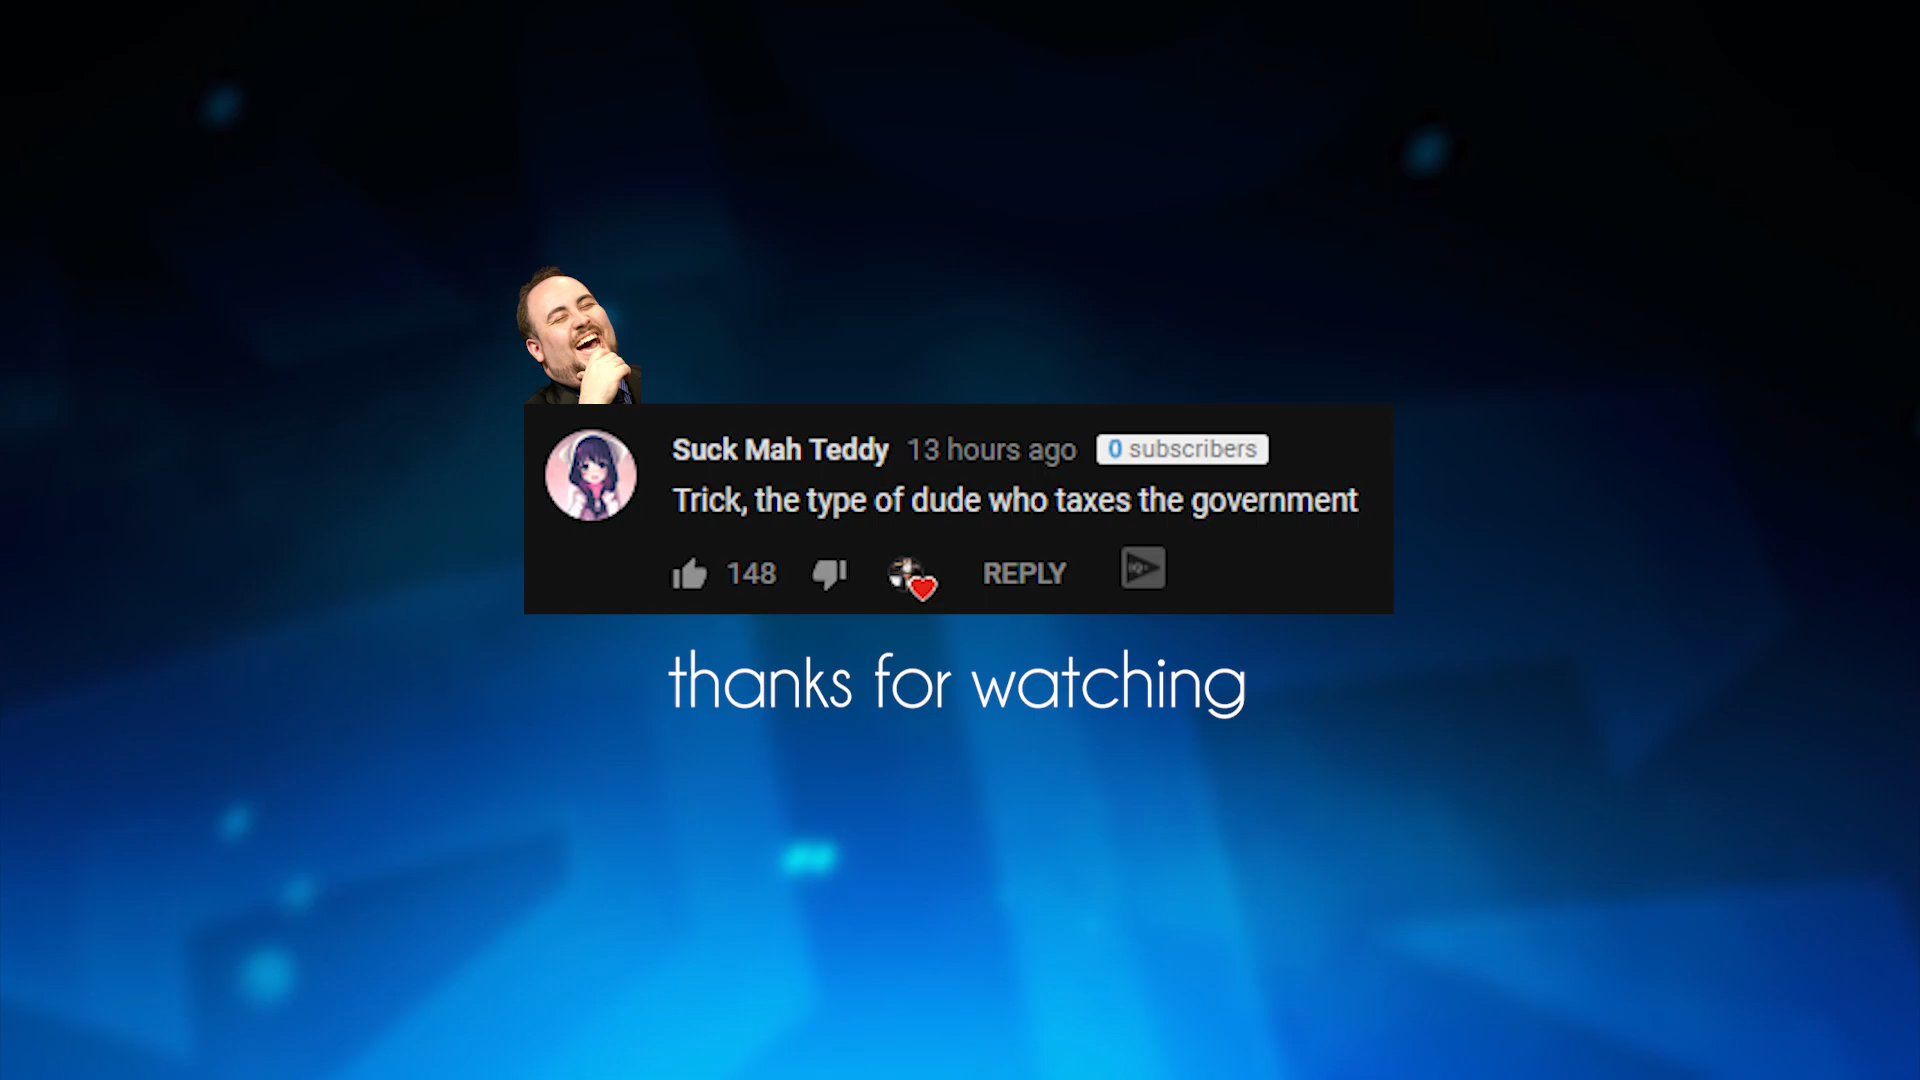 Suck Mah Teddy 13 hours ago 0 subscribers
Trick, the type of dude who taxes the government
148 REPLY
thanks for watching